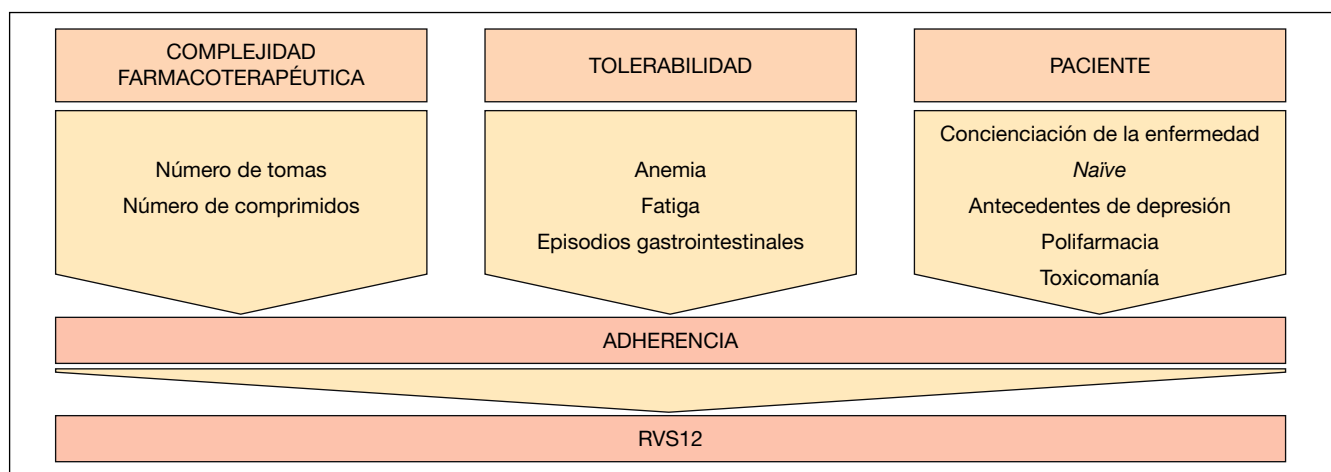 COMPLEJIDAD
FARMACOTERAPÉUTICA
Número de tomas
Número de comprimidos
TOLERABILIDAD
Anemia
Fatiga
Episodios gastrointestinales
PACIENTE
Concienciación de la enfermedad
Naïve
Antecedentes de depresión
Polifarmacia
Toxicomanía
ADHERENCIA
RVS12